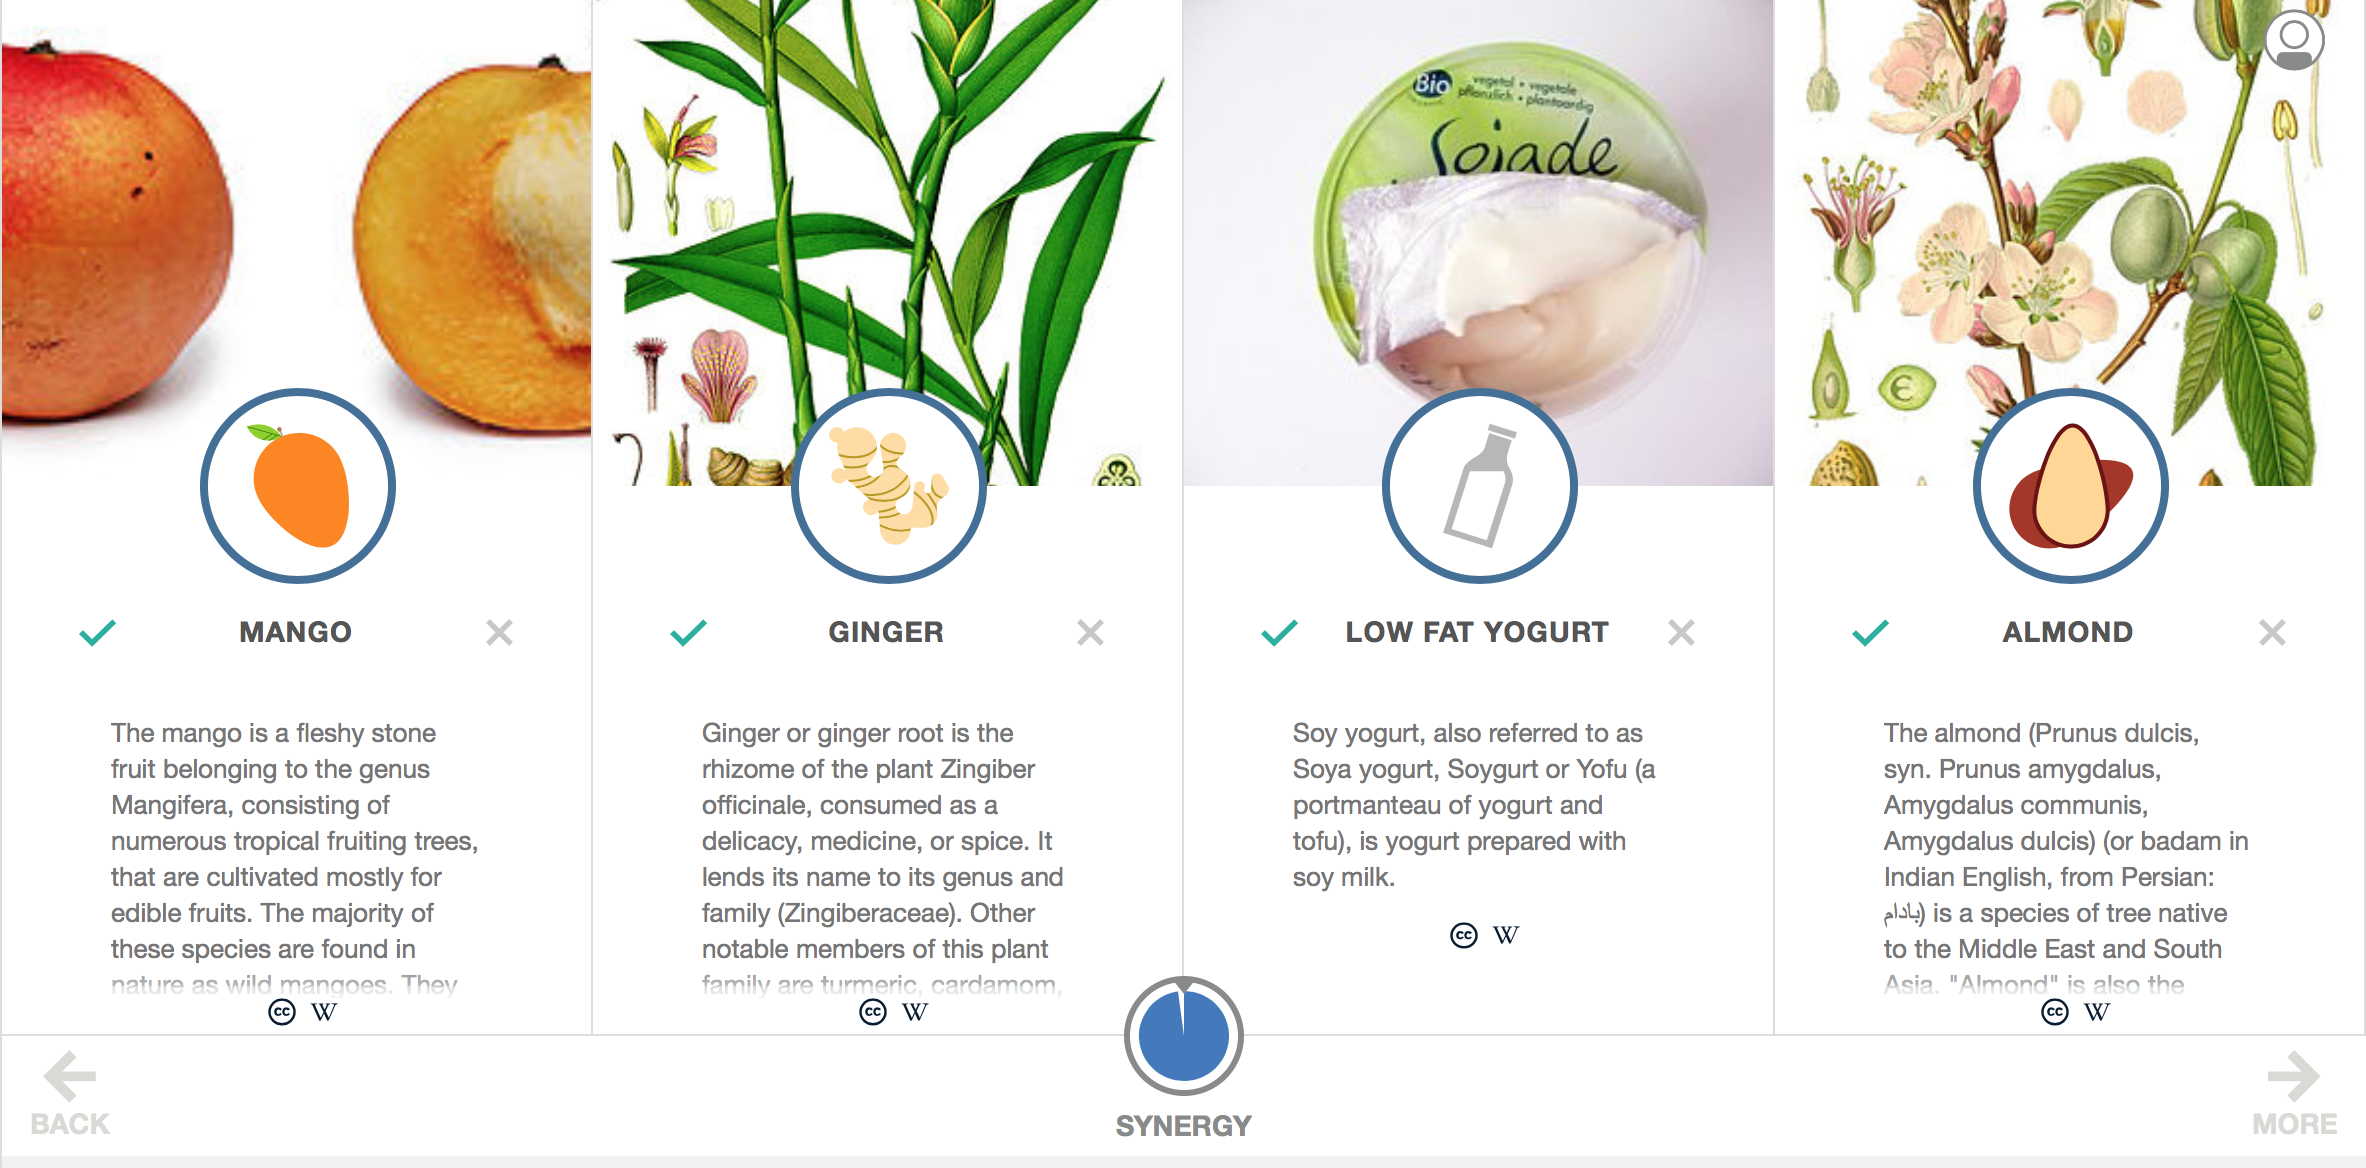 Bio
vegetal • vegetale
pflanzlich • plantaardig
Sojade
MANGO
The mango is a fleshy stone
fruit belonging to the genus
Mangifera, consisting of
numerous tropical fruiting trees,
that are cultivated mostly for
edible fruits. The majority of
these species are found in
nature as wild mangoes. They
cc W
GINGER
Ginger or ginger root is the
rhizome of the plant Zingiber
officinale, consumed as a
delicacy, medicine, or spice. It
lends its name to its genus and
family (Zingiberaceae). Other
notable members of this plant
family are turmeric, cardamom,
cc W
LOW FAT YOGURT
Soy yogurt, also referred to as
Soya yogurt, Soygurt or Yofu (a
portmanteau of yogurt and
tofu), is yogurt prepared with
soy milk.
cc W
ALMOND
The almond (Prunus dulcis,
syn. Prunus amygdalus,
Amygdalus communis,
Amygdalus dulcis) (or badam in
Indian English, from Persian:
بادام) is a species of tree native
to the Middle East and South
Asia. "Almond" is also the
cc W
BACK
SYNERGY
MORE